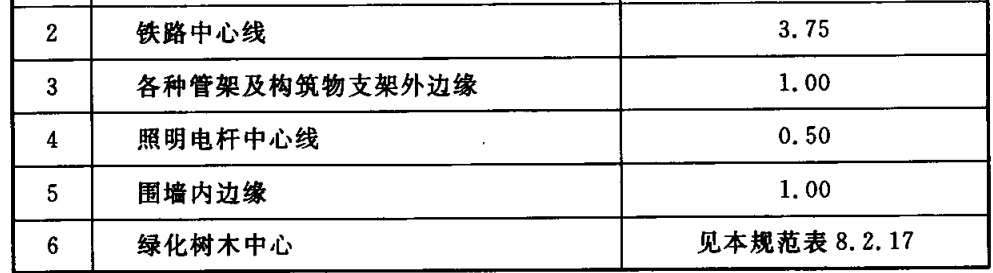 2 铁路中心线 3.75
3 各种管架及构筑物支架外边缘 1.00
4 照明电杆中心线 0.50
5 围墙内边缘 1.00
6 绿化树木中心 见本规范表 8.2.17